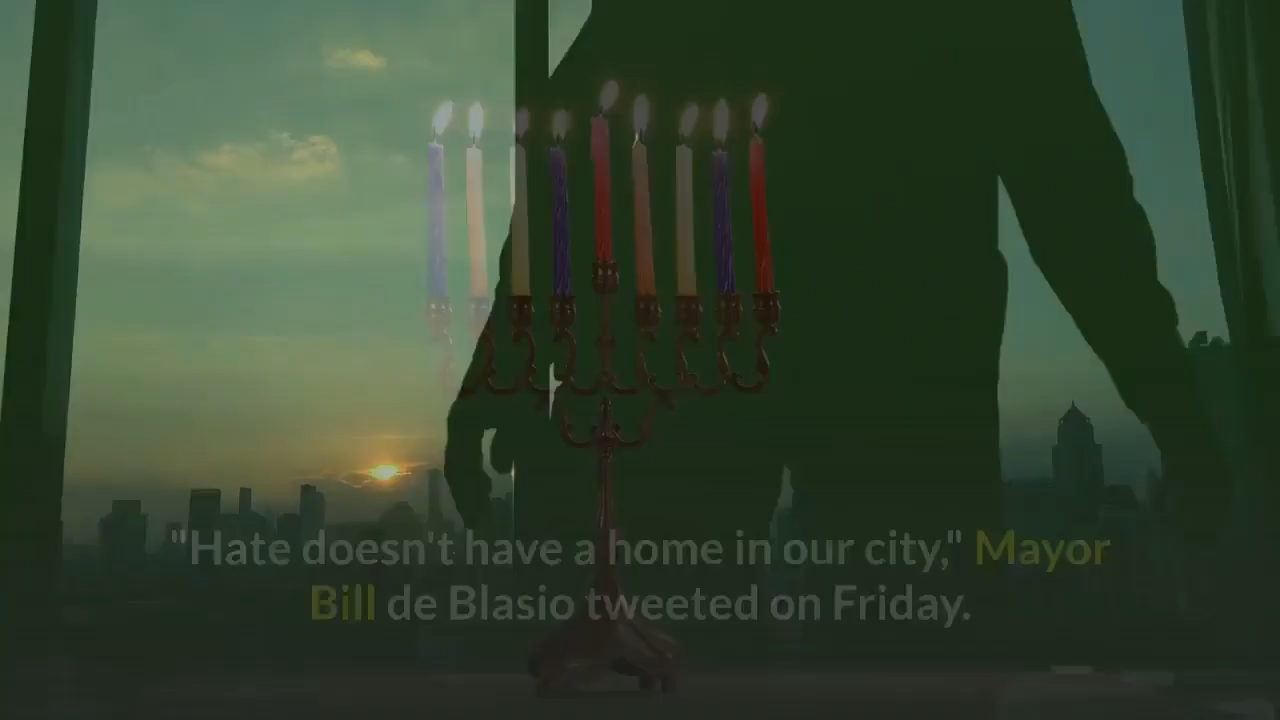 "Hate doesn't have a home in our city," Mayor
Bill de Blasio tweeted on Friday.